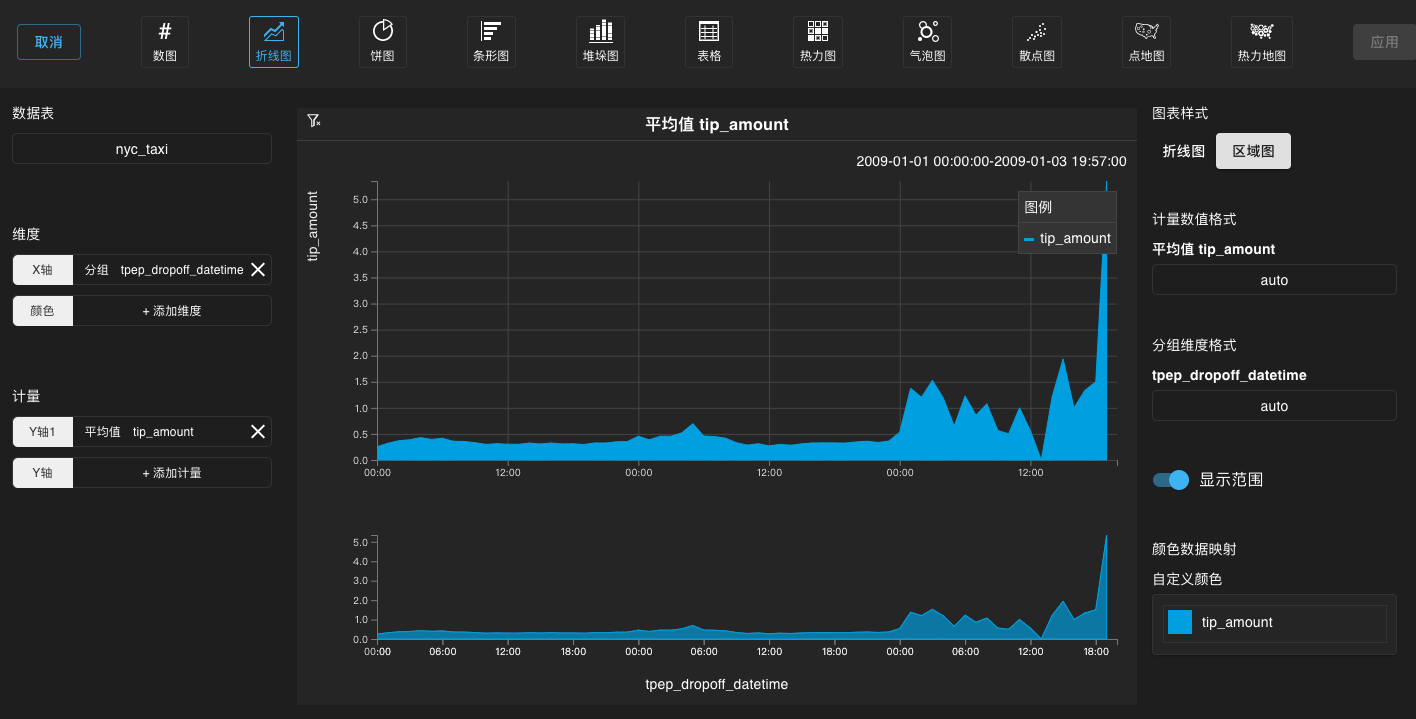 取消
#
数图
折线图
饼图
条形图
堆垛图
表格
热力图
气泡图
散点图
点地图
热力地图
应用
数据表
nyc_taxi
维度
X轴 分组 tpep_dropoff_datetime
颜色 + 添加维度
计量
Y轴1 平均值 tip_amount
Y轴 + 添加计量
平均值 tip_amount
2009-01-01 00:00:00-2009-01-03 19:57:00
tip_amount
图例
tip_amount
5.0
4.5
4.0
3.5
3.0
2.5
2.0
1.5
1.0
0.5
0.0
00:00 12:00 00:00 12:00 00:00 12:00
5.0
4.0
3.0
2.0
1.0
0.0
00:00 06:00 12:00 18:00 00:00 06:00 12:00 18:00 00:00 06:00 12:00 18:00
tpep_dropoff_datetime
图表样式
折线图 区域图
计量数值格式
平均值 tip_amount
auto
分组维度格式
tpep_dropoff_datetime
auto
显示范围
颜色数据映射
自定义颜色
tip_amount